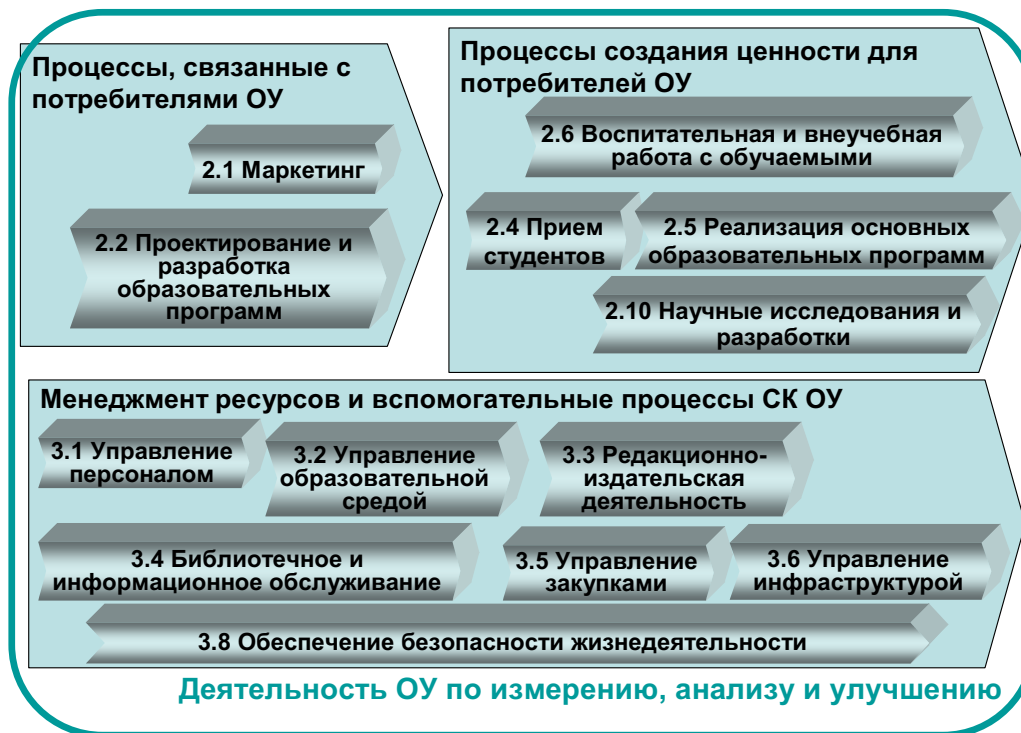 Процессы, связанные с
потребителями ОУ
2.1 Маркетинг
2.2 Проектирование и
разработка
образовательных
программ
Процессы создания ценности для
потребителей ОУ
2.6 Воспитательная и внеучебная
работа с обучаемыми
2.4 Прием
студентов
2.5 Реализация основных
образовательных программ
2.10 Научные исследования и
разработки
Менеджмент ресурсов и вспомогательные процессы СК ОУ
3.1 Управление
персоналом
3.2 Управление
образовательной
средой
3.3 Редакционно-
издательская
деятельность
3.4 Библиотечное и
информационное обслуживание
3.5 Управление
закупками
3.6 Управление
инфраструктурой
3.8 Обеспечение безопасности жизнедеятельности
Деятельность ОУ по измерению, анализу и улучшению